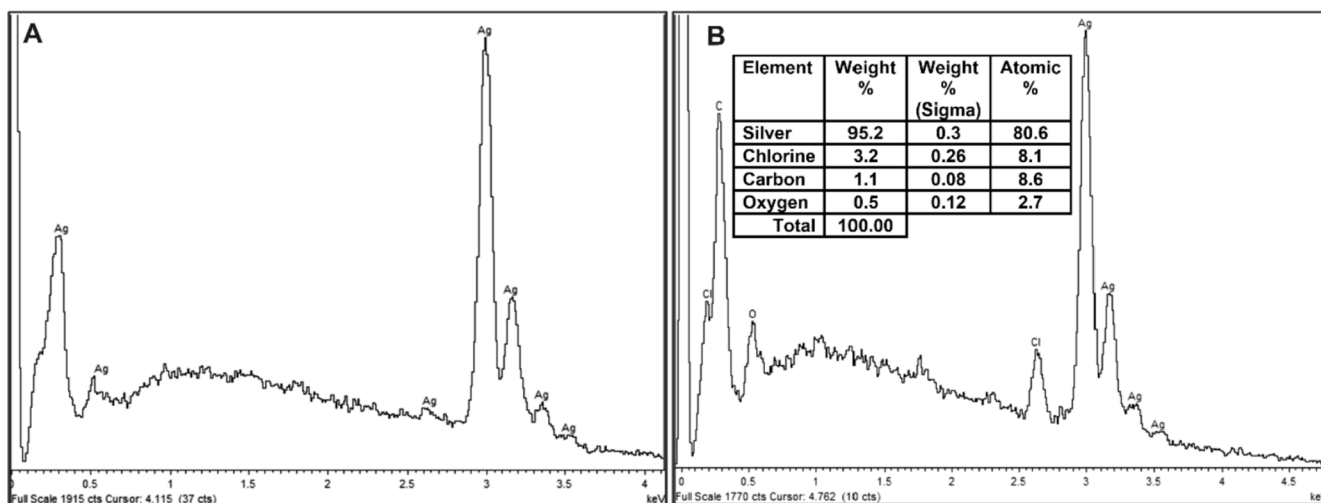 A
Ag
Ag
Ag
Ag
Ag
Ag
Ag
0 0.5 1 1.5 2 2.5 3 3.5 4
Full Scale 1915 cts Cursor: 4.115 (37 cts) keV
B
Element Weight % Weight % (Sigma) Atomic %
Silver 95.2 0.3 80.6
Chlorine 3.2 0.26 8.1
Carbon 1.1 0.08 8.6
Oxygen 0.5 0.12 2.7
Total 100.00
Ag
C
Cl
O
Cl
Ag
Ag
Ag
0 0.5 1 1.5 2 2.5 3 3.5 4 4.5
Full Scale 1770 cts Cursor: 4.762 (10 cts) keV